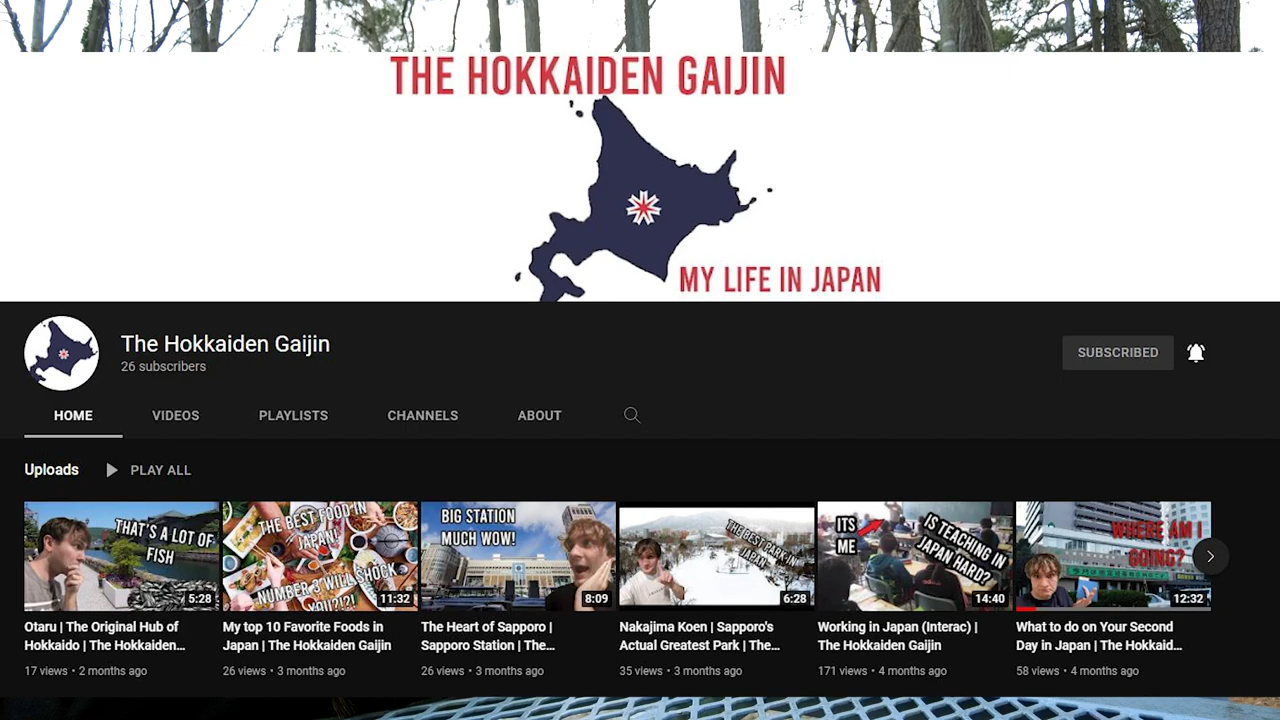 THE HOKKAIDEN GAIJIN
MY LIFE IN JAPAN
The Hokkaiden Gaijin
26 subscribers
SUBSCRIBED
HOME VIDEOS PLAYLISTS CHANNELS ABOUT
Uploads PLAY ALL
THAT'S A LOT OF
FISH
5:28
THE BEST FOOD IN
JAPAN!
NUMBER 3 WILL SHOCK
YOU?!?!
11:32
BIG STATION
MUCH WOW!
8:09
THE BEST PARK IN
JAPAN
6:28
ITS
ME
IS TEACHING IN
JAPAN HARD?
14:40
WHERE AM I
GOING?
12:32
Otaru | The Original Hub of
Hokkaido | The Hokkaiden...
17 views • 2 months ago
My top 10 Favorite Foods in
Japan | The Hokkaiden Gaijin
26 views • 3 months ago
The Heart of Sapporo |
Sapporo Station | The...
26 views • 3 months ago
Nakajima Koen | Sapporo's
Actual Greatest Park | The...
35 views • 3 months ago
Working in Japan (Interac) |
The Hokkaiden Gaijin
171 views • 4 months ago
What to do on Your Second
Day in Japan | The Hokkaid...
58 views • 4 months ago